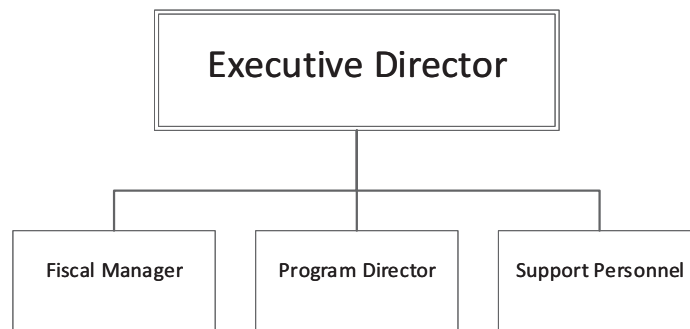 Executive Director
Fiscal Manager
Program Director
Support Personnel